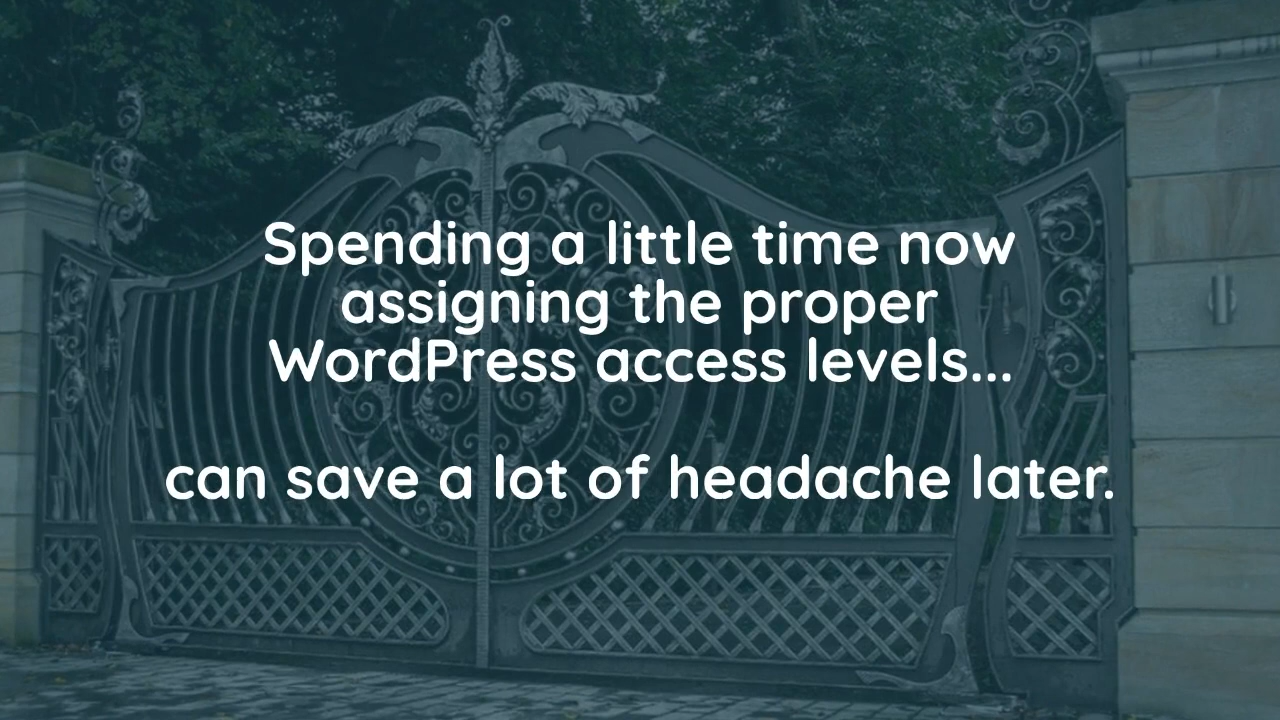 Spending a little time now
assigning the proper
WordPress access levels...
can save a lot of headache later.